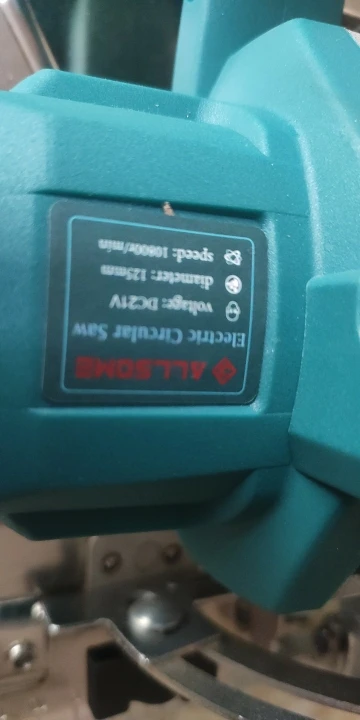 ALLSOME
Electric Circular Saw
voltage: DC21V
diameter: 125mm
speed: 10800r/min